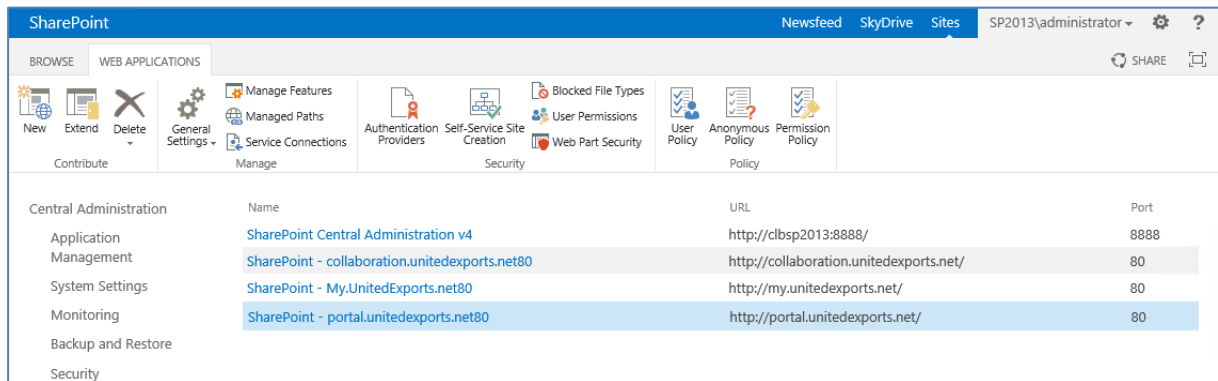 SharePoint Newsfeed SkyDrive Sites SP2013\administrator ?
BROWSE WEB APPLICATIONS SHARE
New Extend Delete General Settings Manage Features Managed Paths Service Connections Authentication Providers Self-Service Site Creation Blocked File Types User Permissions Web Part Security User Policy Anonymous Policy Permission Policy
Contribute Manage Security Policy
Central Administration
Application Management
System Settings
Monitoring
Backup and Restore
Security
Name URL Port
SharePoint Central Administration v4 http://clbsp2013:8888/ 8888
SharePoint - collaboration.unitedexports.net80 http://collaboration.unitedexports.net/ 80
SharePoint - My.UnitedExports.net80 http://my.unitedexports.net/ 80
SharePoint - portal.unitedexports.net80 http://portal.unitedexports.net/ 80